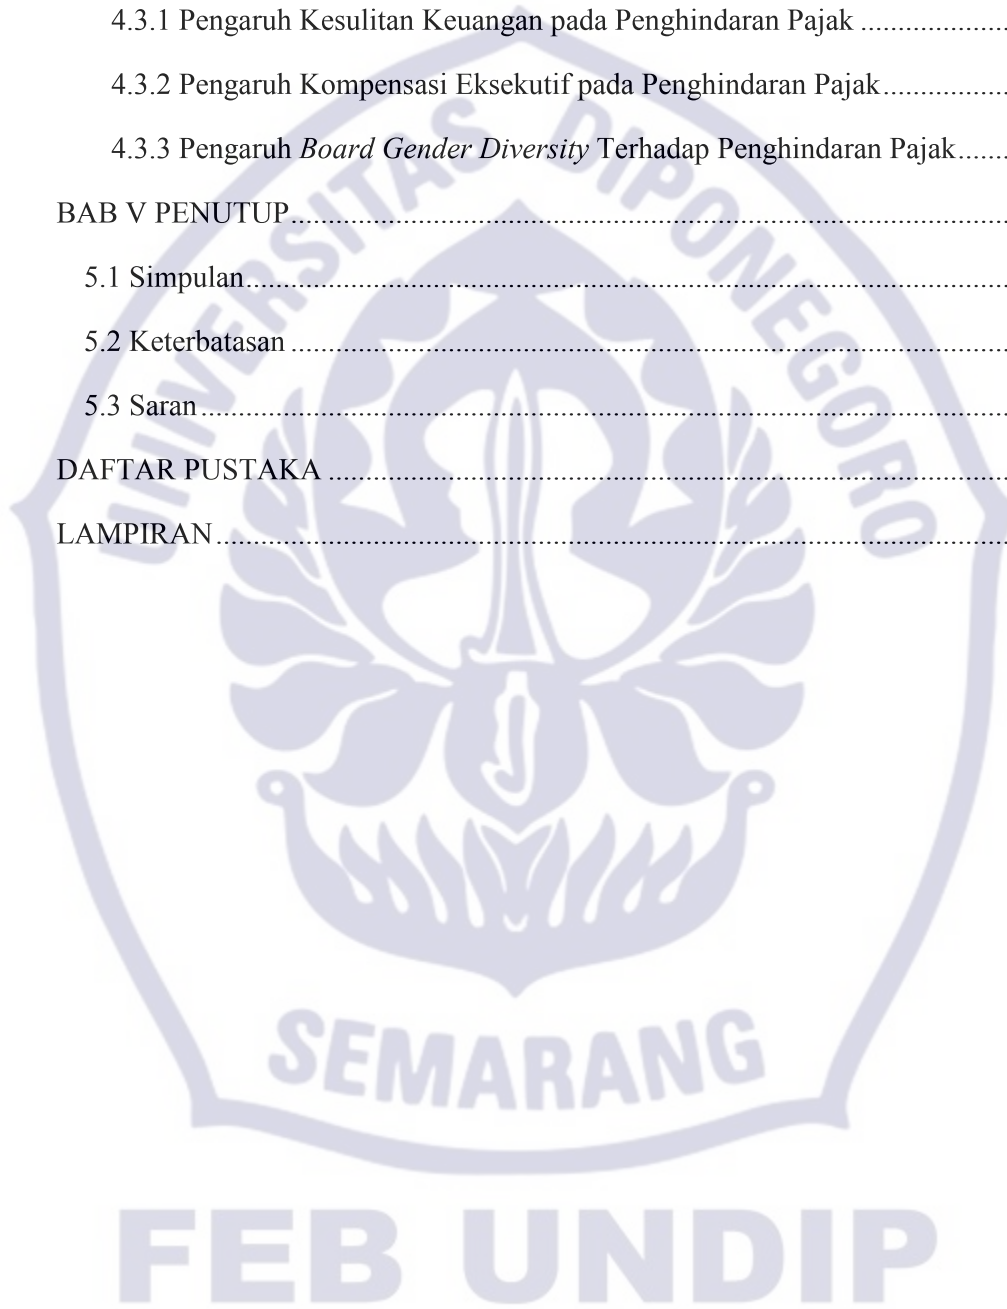 4.3.1 Pengaruh Kesulitan Keuangan pada Penghindaran Pajak ..................
4.3.2 Pengaruh Kompensasi Eksekutif pada Penghindaran Pajak...............
4.3.3 Pengaruh Board Gender Diversity Terhadap Penghindaran Pajak......
BAB V PENUTUP..........................................................................................
5.1 Simpulan.................................................................................................
5.2 Keterbatasan ...........................................................................................
5.3 Saran .......................................................................................................
DAFTAR PUSTAKA .....................................................................................
LAMPIRAN....................................................................................................
UNIVERSITAS DIPONEGORO
SEMARANG
FEB UNDIP